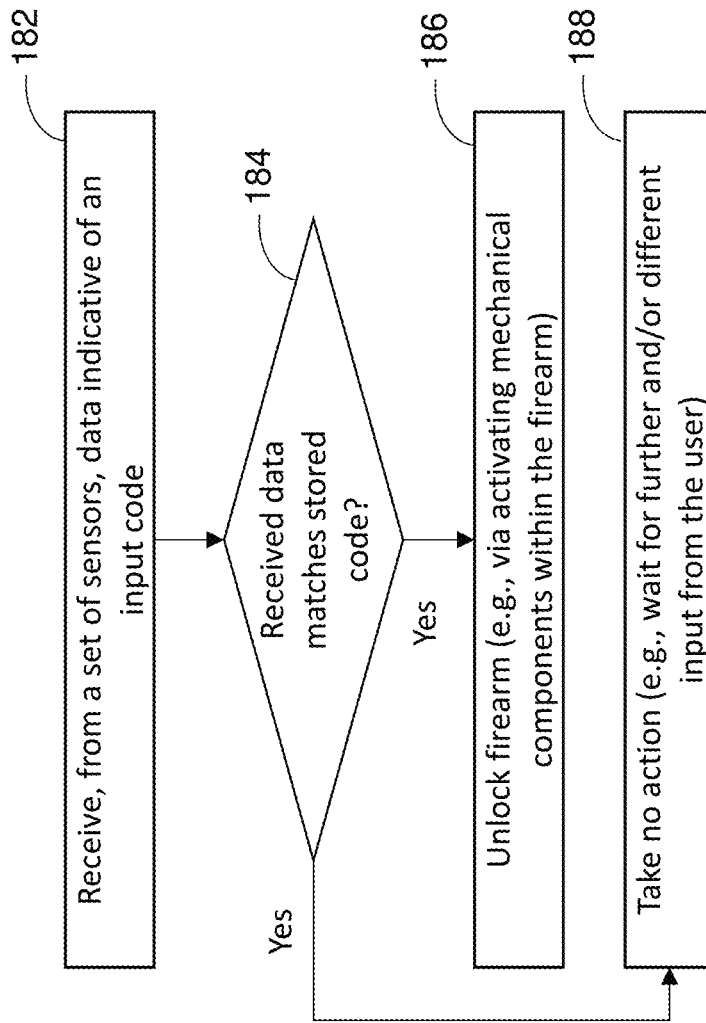 182
Receive, from a set of sensors, data indicative of an
input code
184
Received data
matches stored
code?
Yes
Yes
186
Unlock firearm (e.g., via activating mechanical
components within the firearm)
188
Take no action (e.g., wait for further and/or different
input from the user)